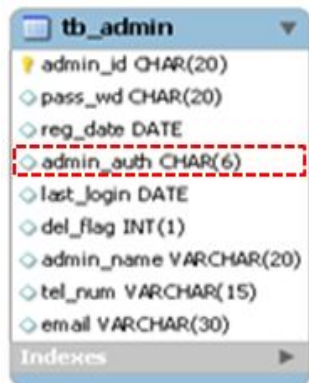 tb_admin
admin_id CHAR(20)
pass_wd CHAR(20)
reg_date DATE
admin_auth CHAR(6)
last_login DATE
del_flag INT(1)
admin_name VARCHAR(20)
tel_num VARCHAR(15)
email VARCHAR(30)
Indexes